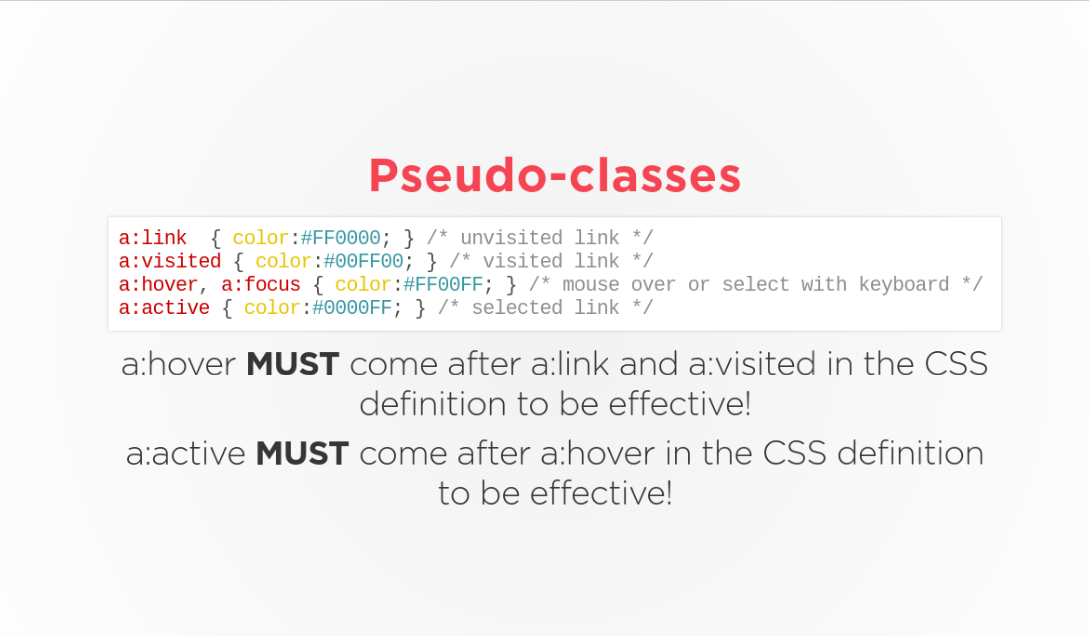 Pseudo-classes
a:link  { color:#FF0000; } /* unvisited link */
a:visited { color:#00FF00; } /* visited link */
a:hover, a:focus { color:#FF00FF; } /* mouse over or select with keyboard */
a:active { color:#0000FF; } /* selected link */
a:hover MUST come after a:link and a:visited in the CSS
definition to be effective!
a:active MUST come after a:hover in the CSS definition
to be effective!